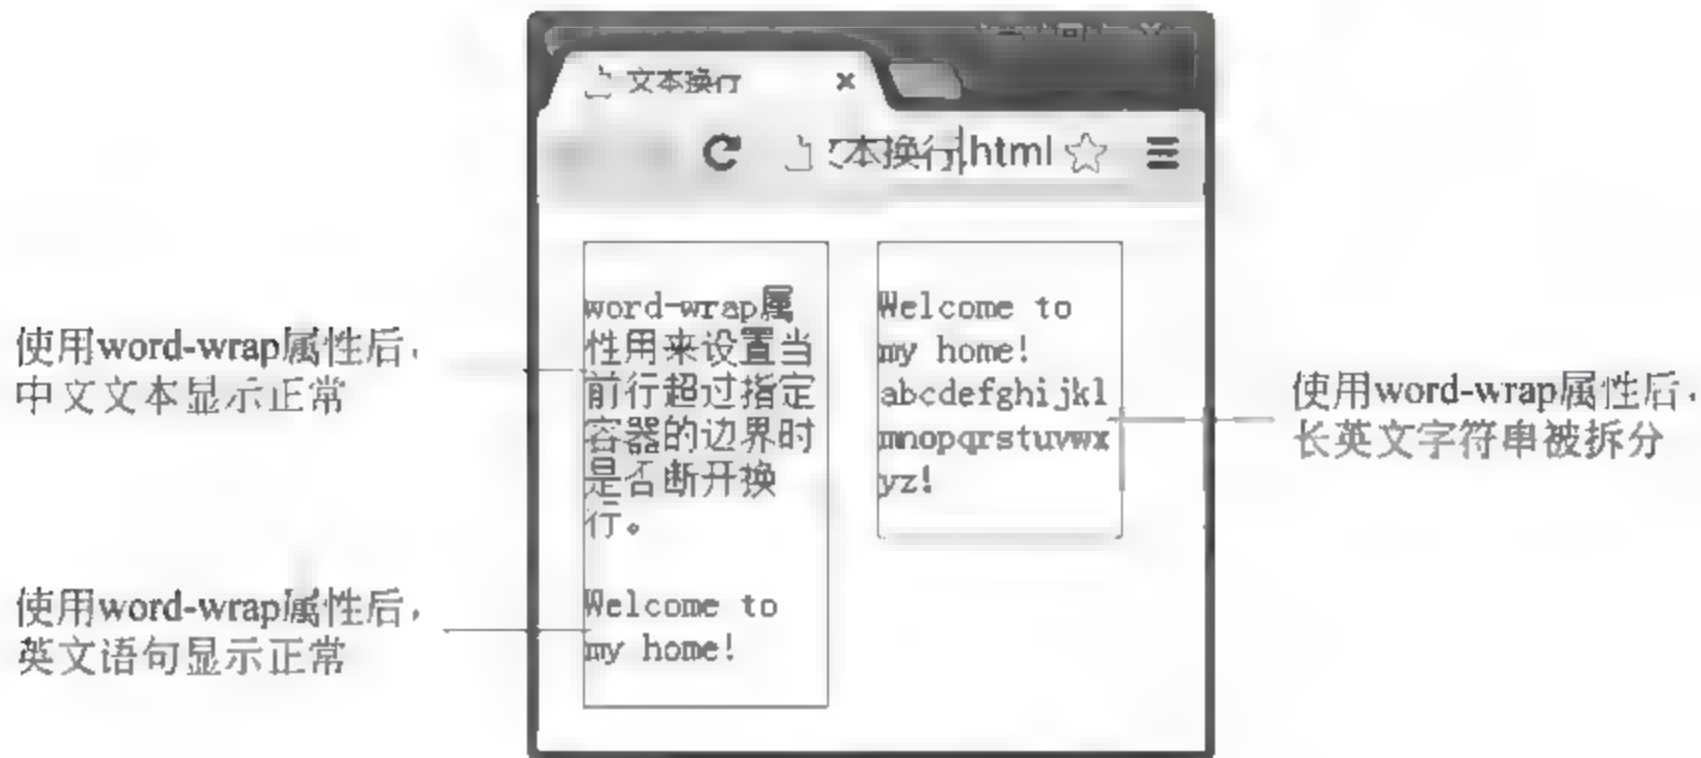 文本换行 ×
本换行.html
使用word-wrap属性后，
中文文本显示正常
使用word-wrap属性后，
英文语句显示正常
word-wrap属
性用来设置当
前行超过指定
容器的边界时
是否断开换
行。
Welcome to
my home!
Welcome to
my home!
abcdefghijkl
mnopqrstuvwx
yz!
使用word-wrap属性后，
长英文字符串被拆分